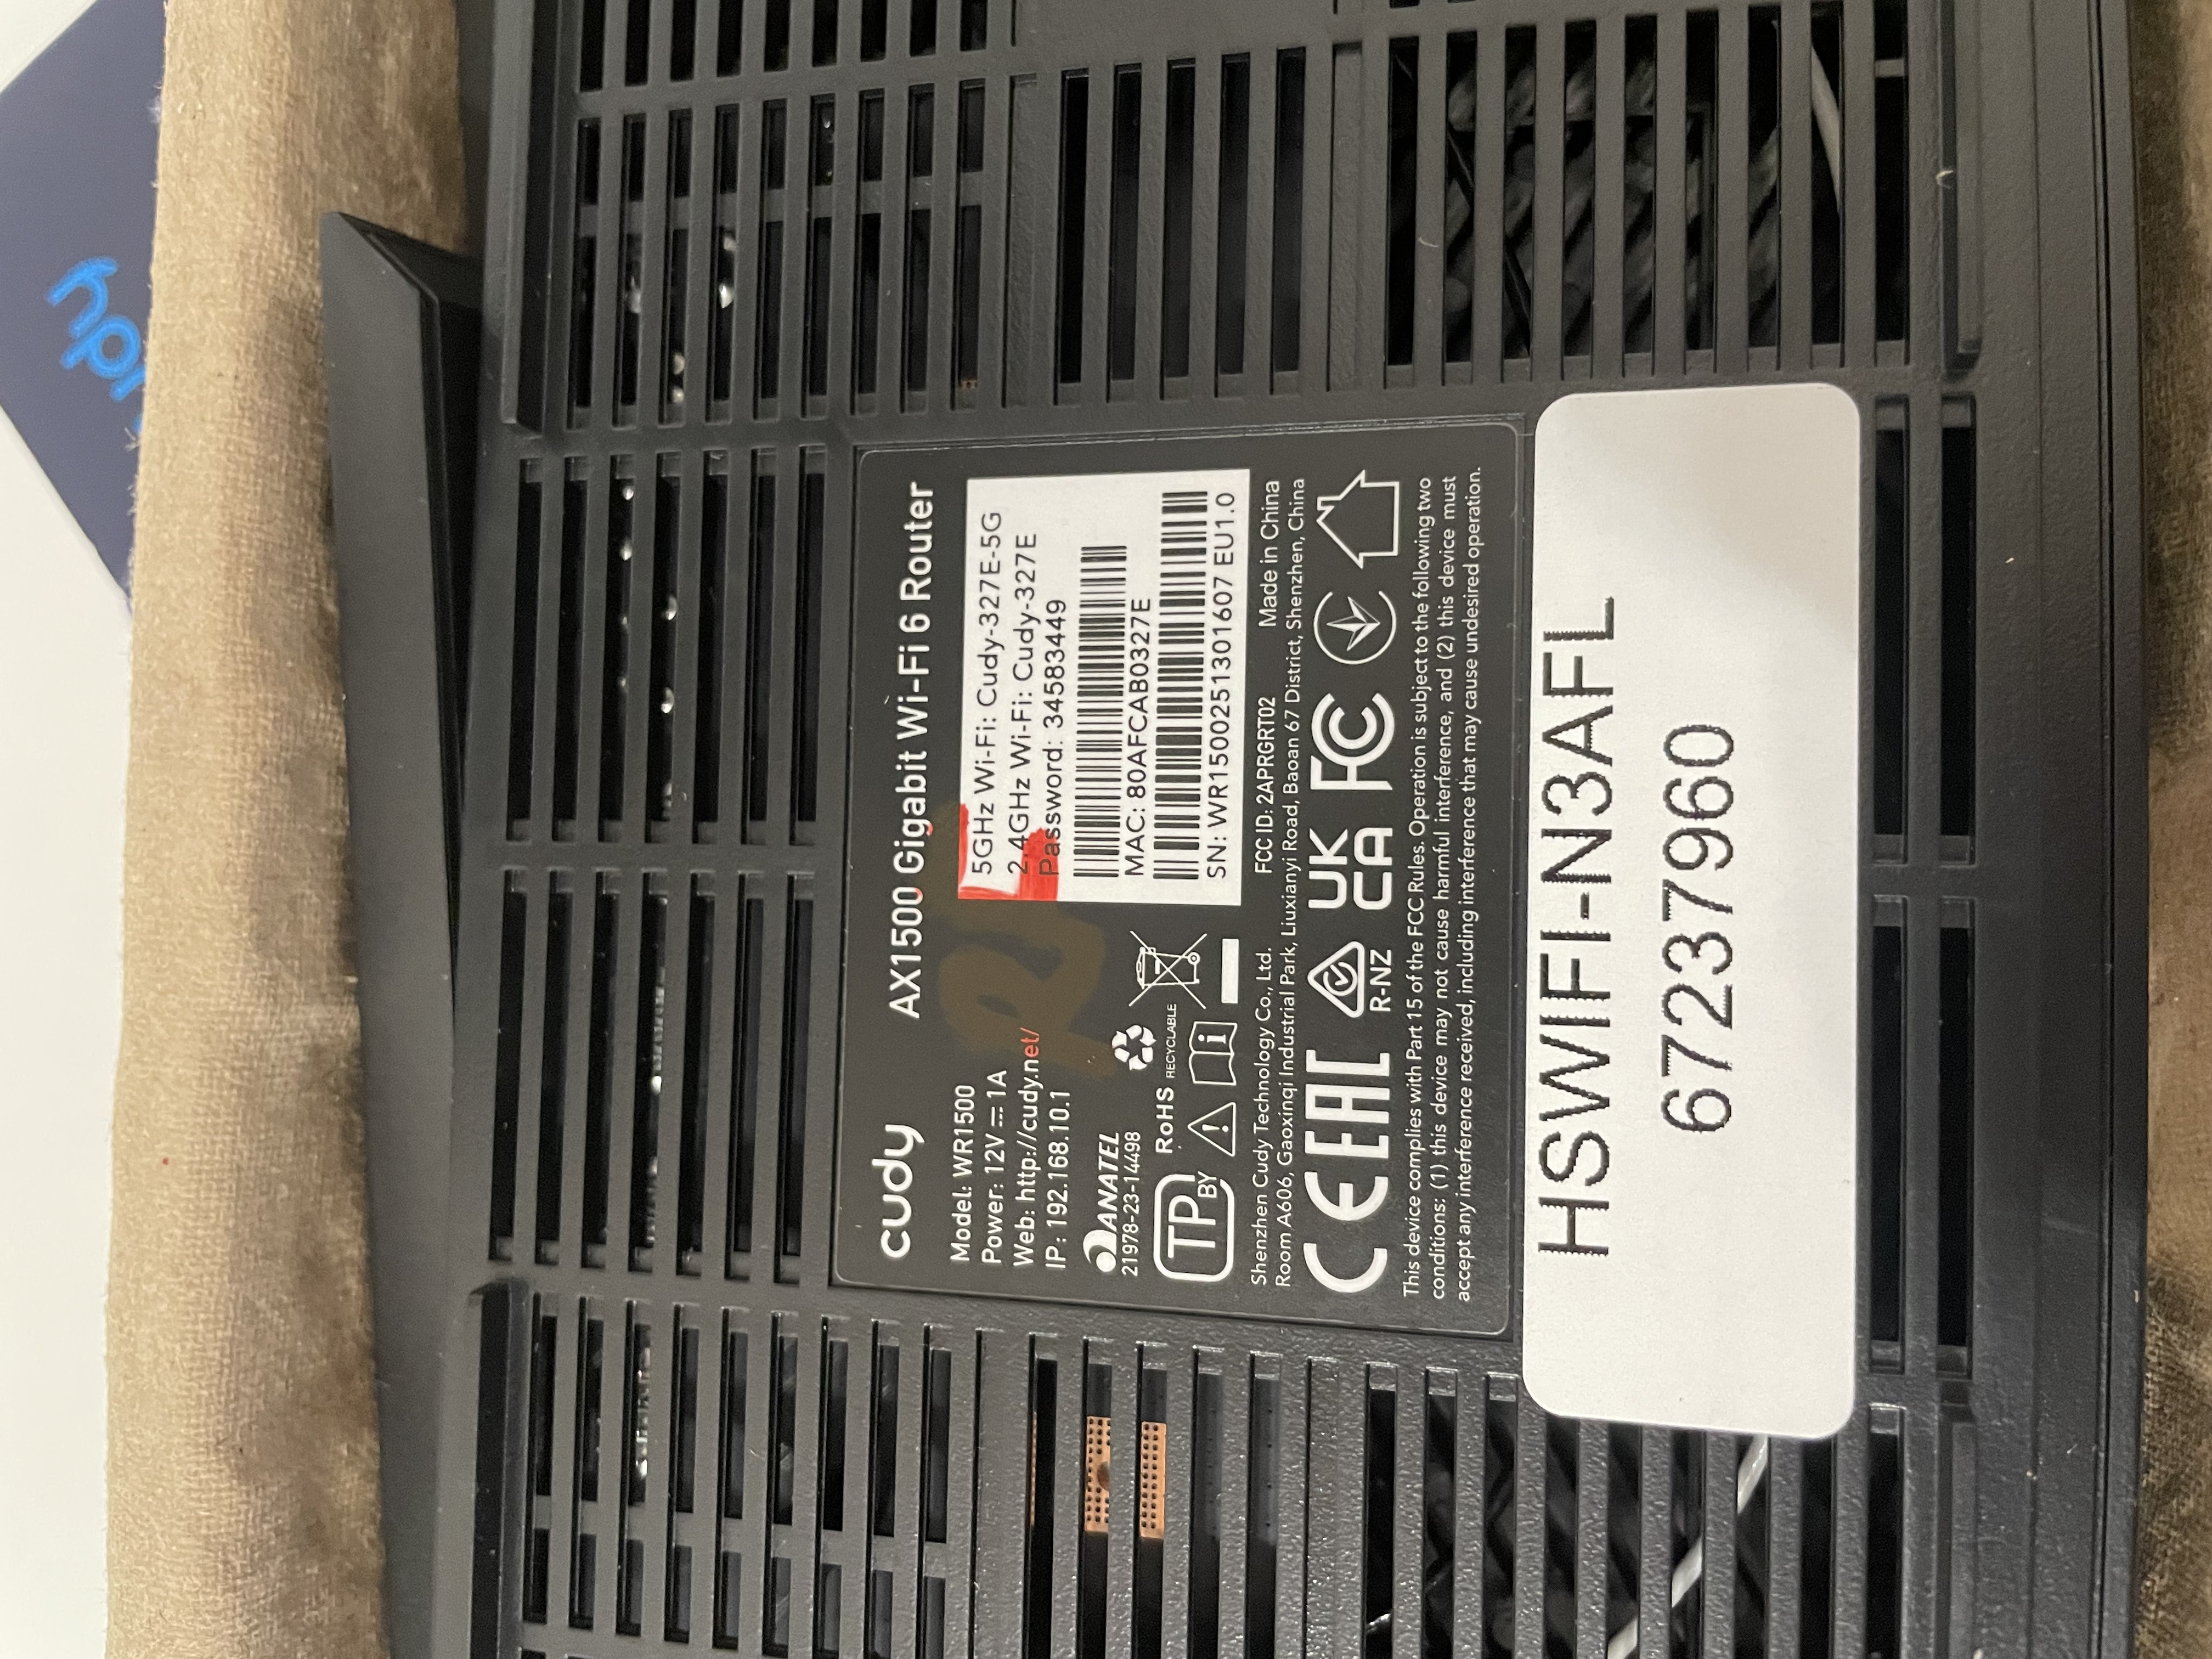 cudy
AX1500 Gigabit Wi-Fi 6 Router
Model: WR1500
Power: 12V ⎓ 1A
Web: http://cudy.net/
IP: 192.168.10.1
5GHz Wi-Fi: Cudy-327E-5G
2.4GHz Wi-Fi: Cudy-327E
Password: 34583449
MAC: 80AFCAB0327E
SN: WR1500251301607 EU1.0
ANATEL
21978-23-14498
RoHS
RECYCLABLE
TP
BY
Shenzhen Cudy Technology Co., Ltd.
FCC ID: 2APRGRT02
Made in China
Room A606, Gaoxinqi Industrial Park, Liuxianyi Road, Baoan 67 District, Shenzhen, China
CE
EAC
R-NZ
UK
CA
FC
This device complies with Part 15 of the FCC Rules. Operation is subject to the following two
conditions: (1) this device may not cause harmful interference, and (2) this device must
accept any interference received, including interference that may cause undesired operation.
HSWIFI-N3AFL
67237960